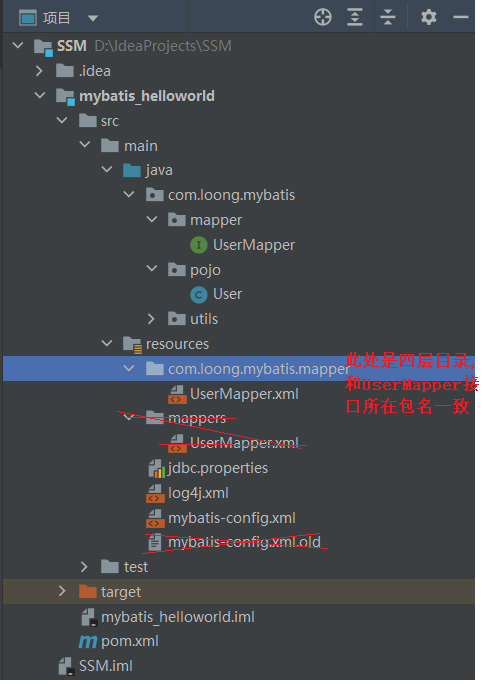 项目
SSM D:\IdeaProjects\SSM
.idea
mybatis_helloworld
src
main
java
com.loong.mybatis
mapper
UserMapper
pojo
User
utils
resources
com.loong.mybatis.mapper
此处是四层目录,
和UserMapper接
口所在包名一致
UserMapper.xml
mappers
UserMapper.xml
jdbc.properties
log4j.xml
mybatis-config.xml
mybatis-config.xml.old
test
target
mybatis_helloworld.iml
pom.xml
SSM.iml